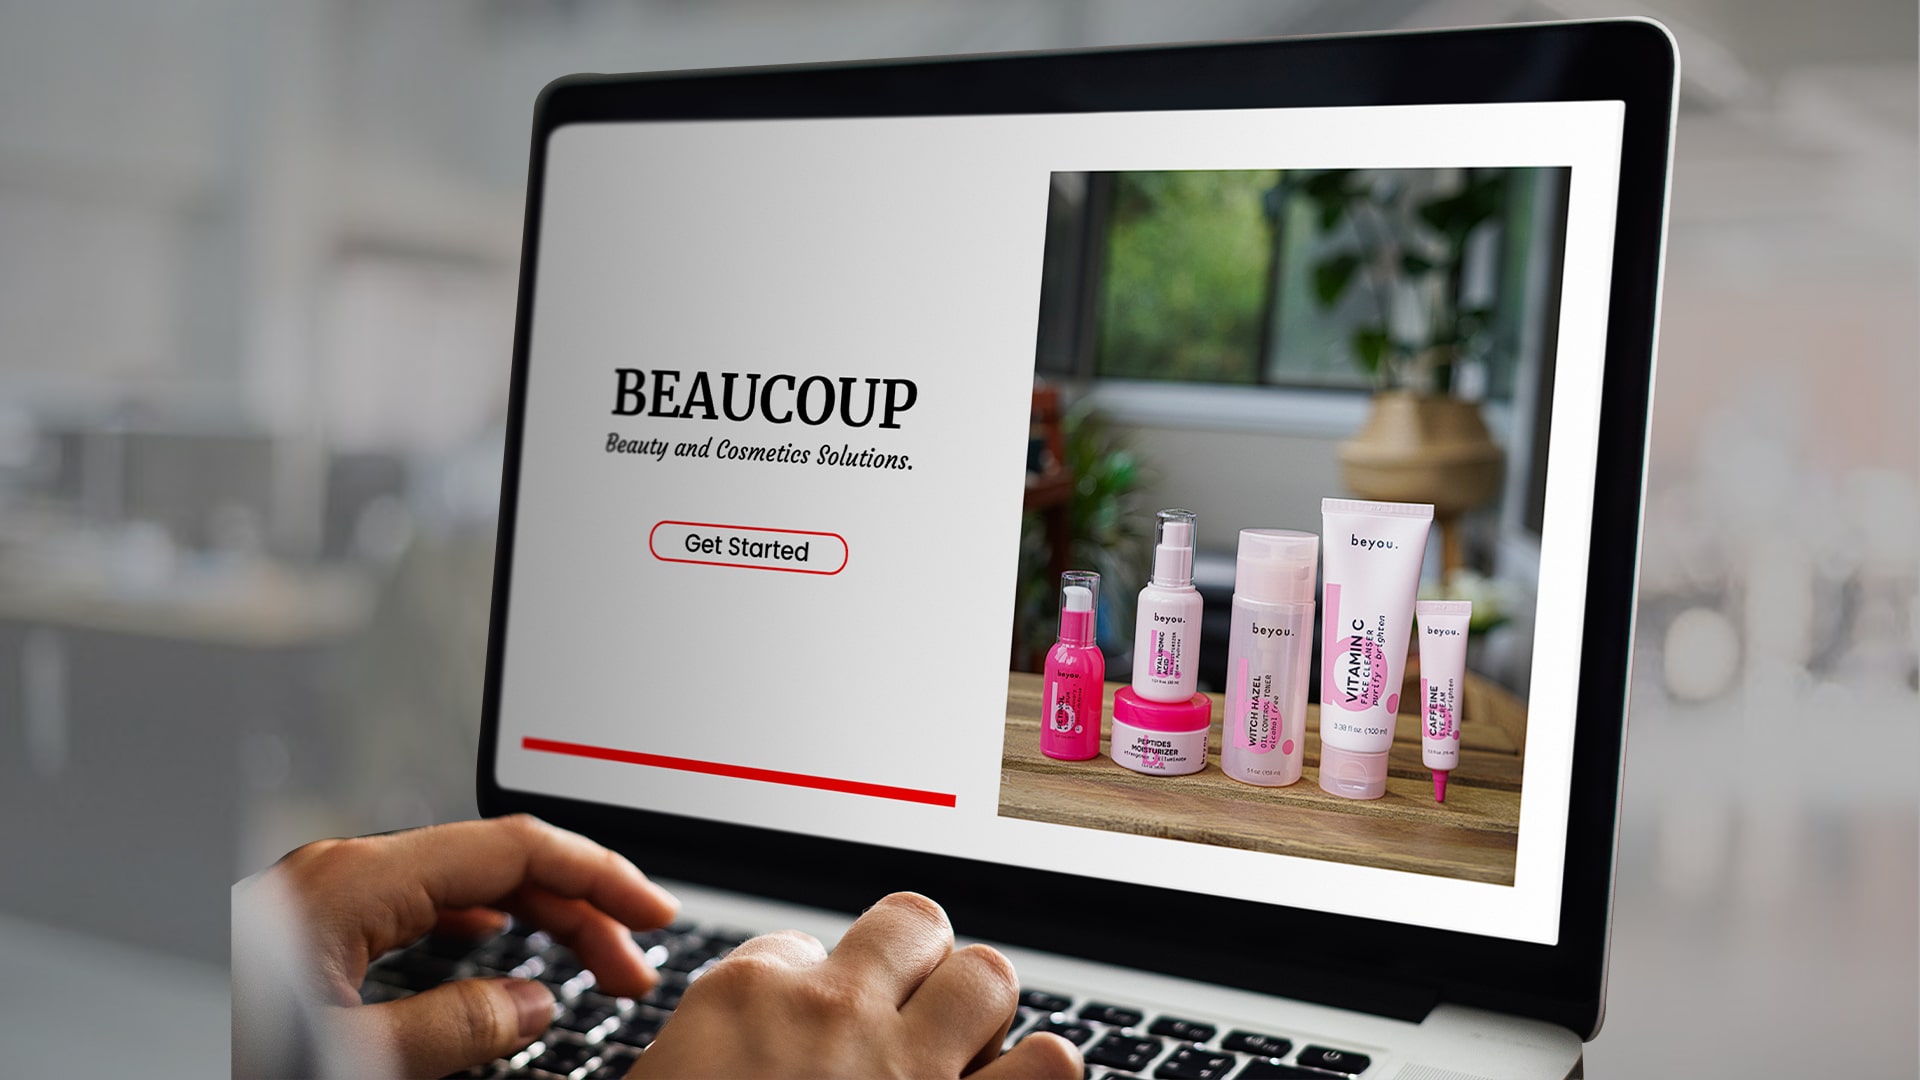 BEAUCOUP
Beauty and Cosmetics Solutions.
Get Started
beyou.
beyou.
HYALURONIC
ACID
PEPTIDES
MOISTURIZER
beyou.
WITCH HAZEL
OIL CONTROL TONER
alcohol free
beyou.
VITAMIN C
FACE CLEANSER
purify + brighten
3.38 fl oz. (100 ml)
beyou.
CAFFEINE
EYE CREAM